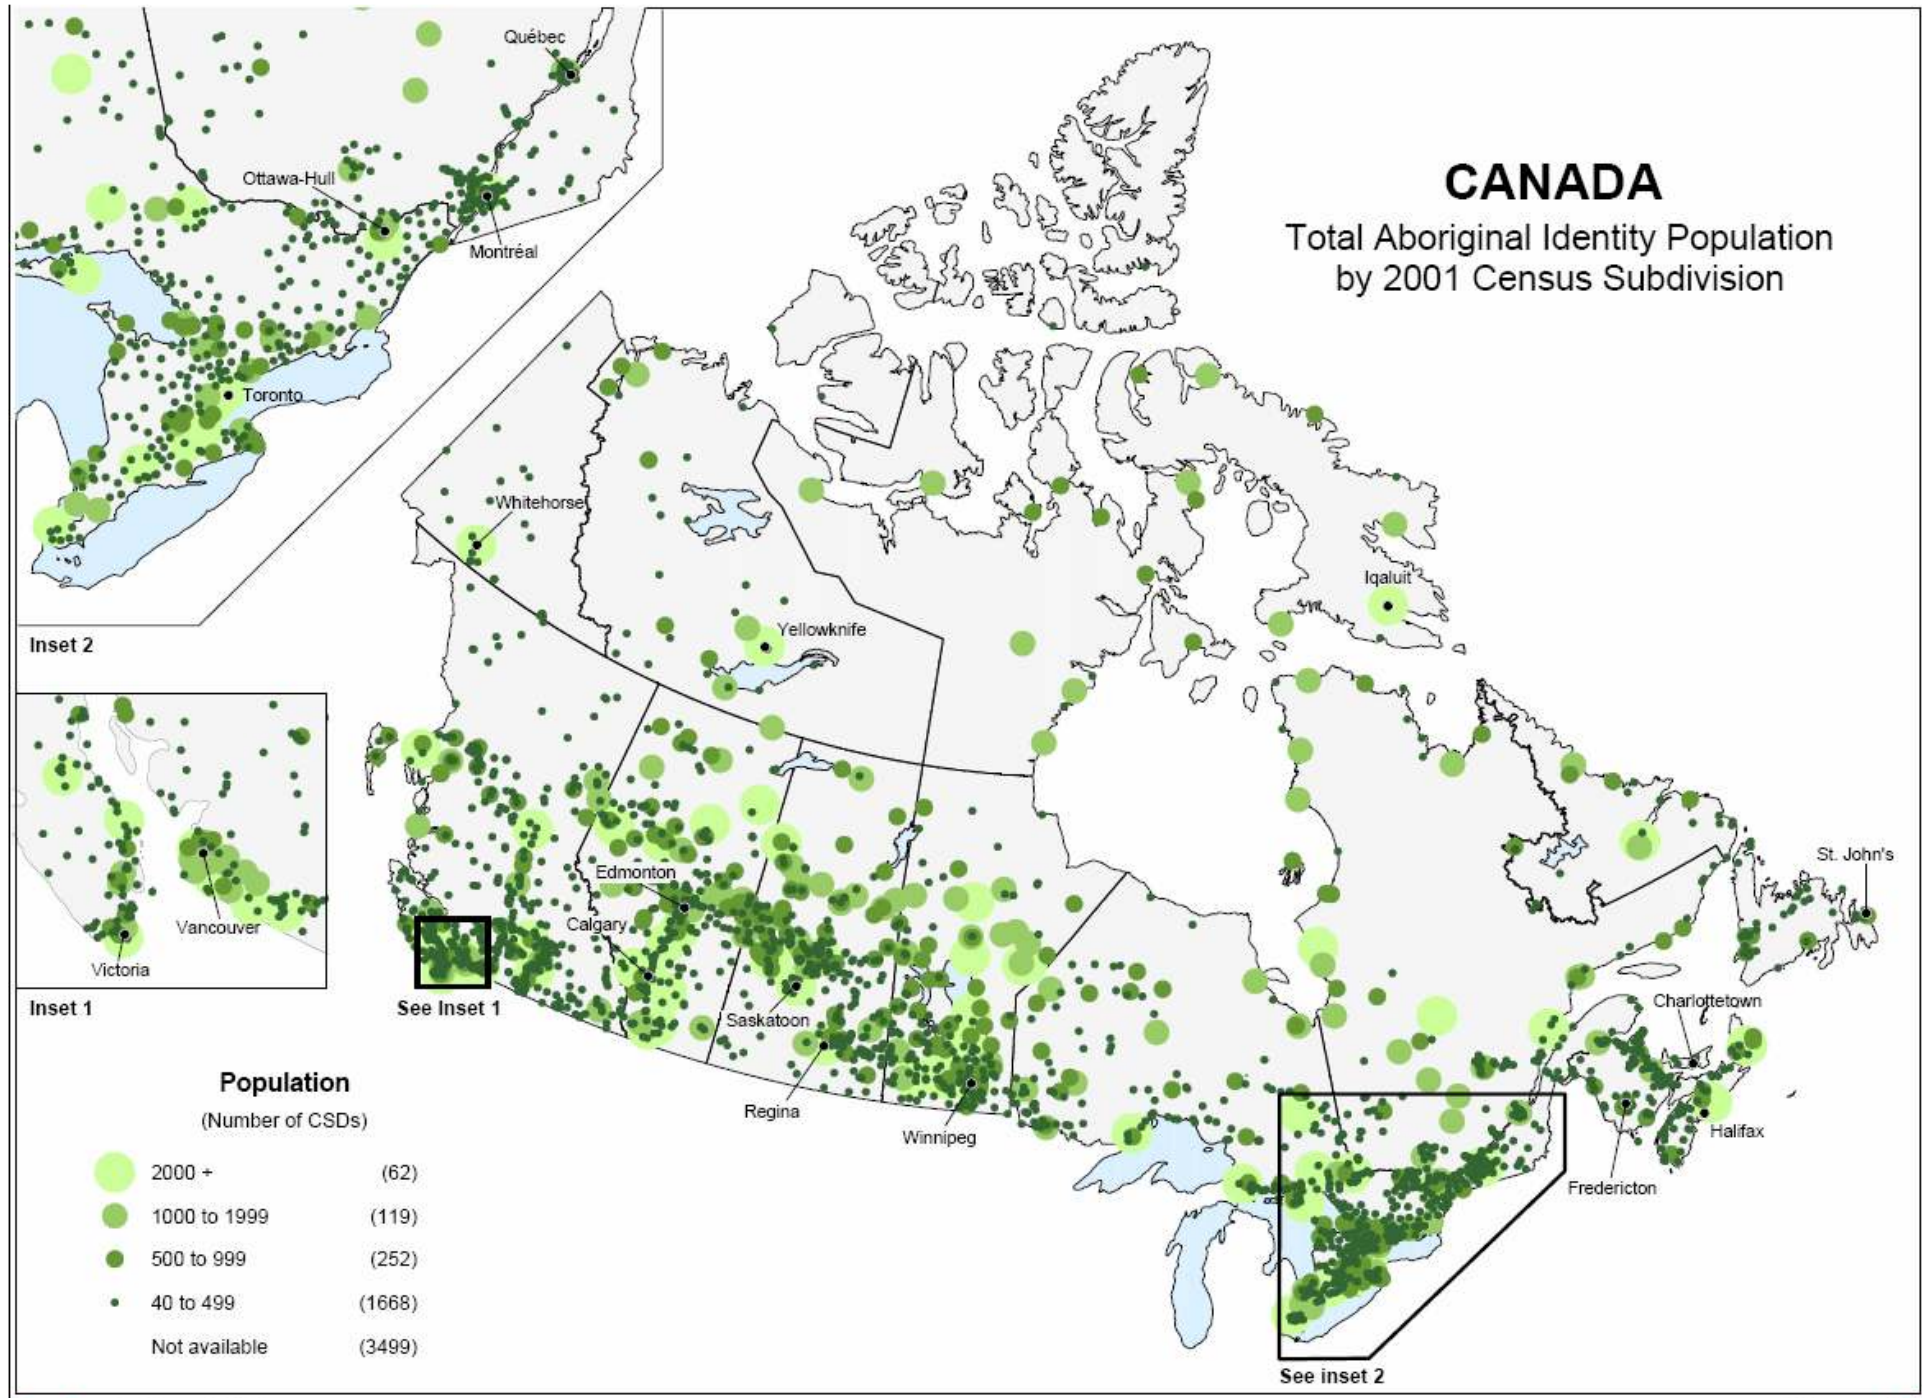 CANADA
Total Aboriginal Identity Population
by 2001 Census Subdivision
Québec
Ottawa-Hull
Montréal
Toronto
Inset 2
Vancouver
Victoria
Inset 1
Whitehorse
Yellowknife
Iqaluit
Edmonton
Calgary
See Inset 1
Saskatoon
Regina
Winnipeg
St. John's
Charlottetown
Halifax
Fredericton
See inset 2
Population
(Number of CSDs)
2000 + (62)
1000 to 1999 (119)
500 to 999 (252)
40 to 499 (1668)
Not available (3499)